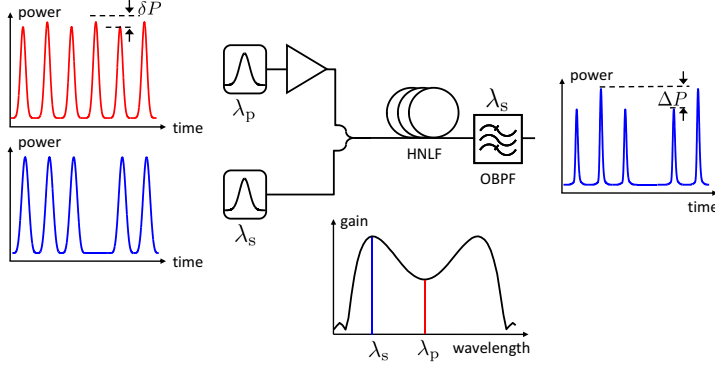 power
δP
time
power
time
λp
λs
HNLF
λs
OBPF
power
ΔP
time
gain
λs
λp
wavelength